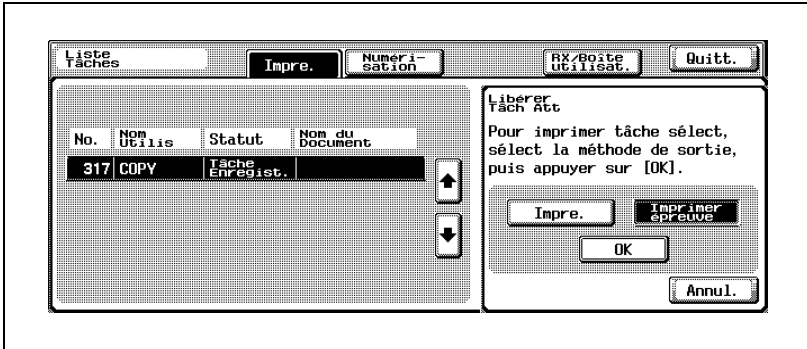 Liste
Tâches
Impre.
Numéri-
sation
RX/Boîte
utilisat.
Quitt.
No.
Nom
Utilis
Statut
Nom du
Document
317
COPY
Tâche
Enregist.
Libérer
Tâch Att
Pour imprimer tâche sélect,
sélect la méthode de sortie,
puis appuyer sur [OK].
Impre.
Imprimer
épreuve
OK
Annul.